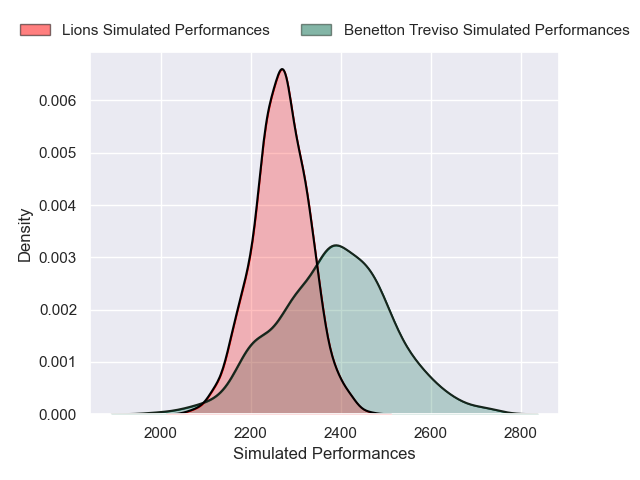 Lions Simulated Performances
Benetton Treviso Simulated Performances
0.006
0.005
0.004
0.003
0.002
0.001
0.000
Density
2000 2200 2400 2600 2800
Simulated Performances